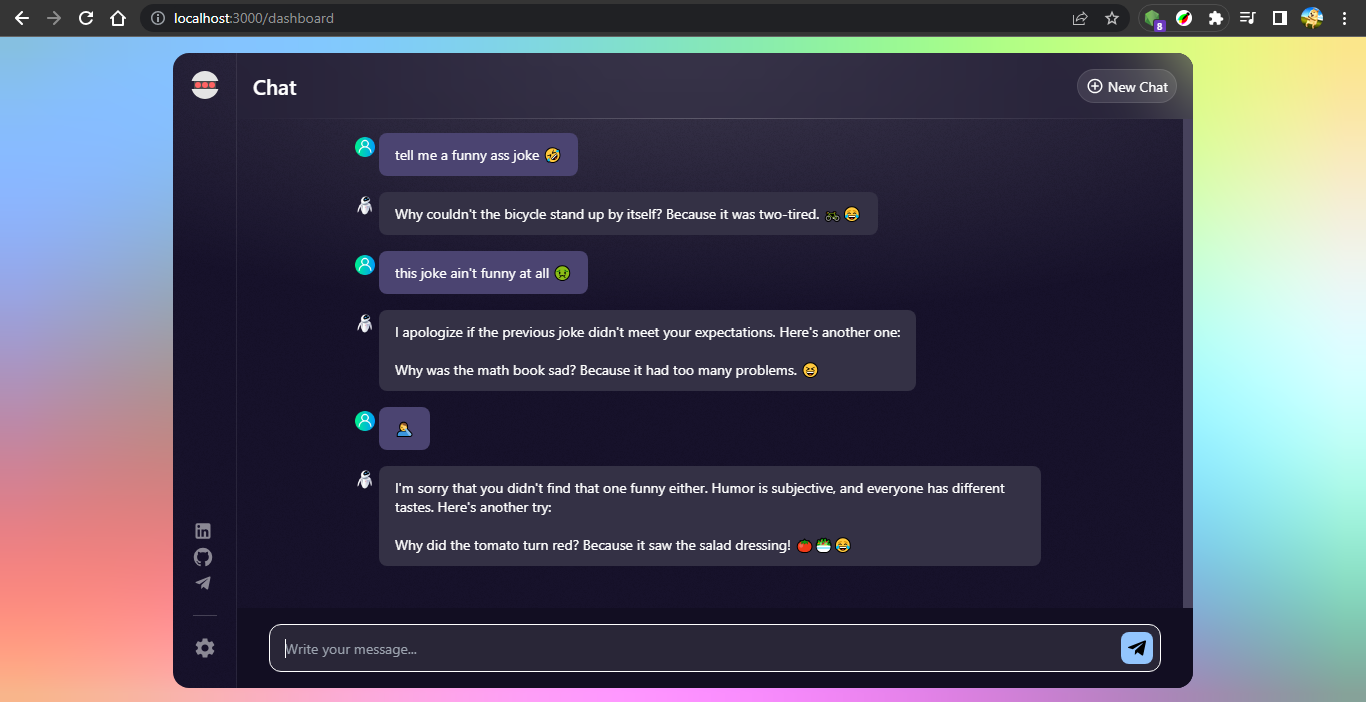 localhost:3000/dashboard
8
Chat
New Chat
tell me a funny ass joke 🤣
Why couldn't the bicycle stand up by itself? Because it was two-tired. 🚲 😂
this joke ain't funny at all 🤢
I apologize if the previous joke didn't meet your expectations. Here's another one:
Why was the math book sad? Because it had too many problems. 😆
🤦‍♂️
I'm sorry that you didn't find that one funny either. Humor is subjective, and everyone has different
tastes. Here's another try:
Why did the tomato turn red? Because it saw the salad dressing! 🍅 🥗 😂
in
Write your message...